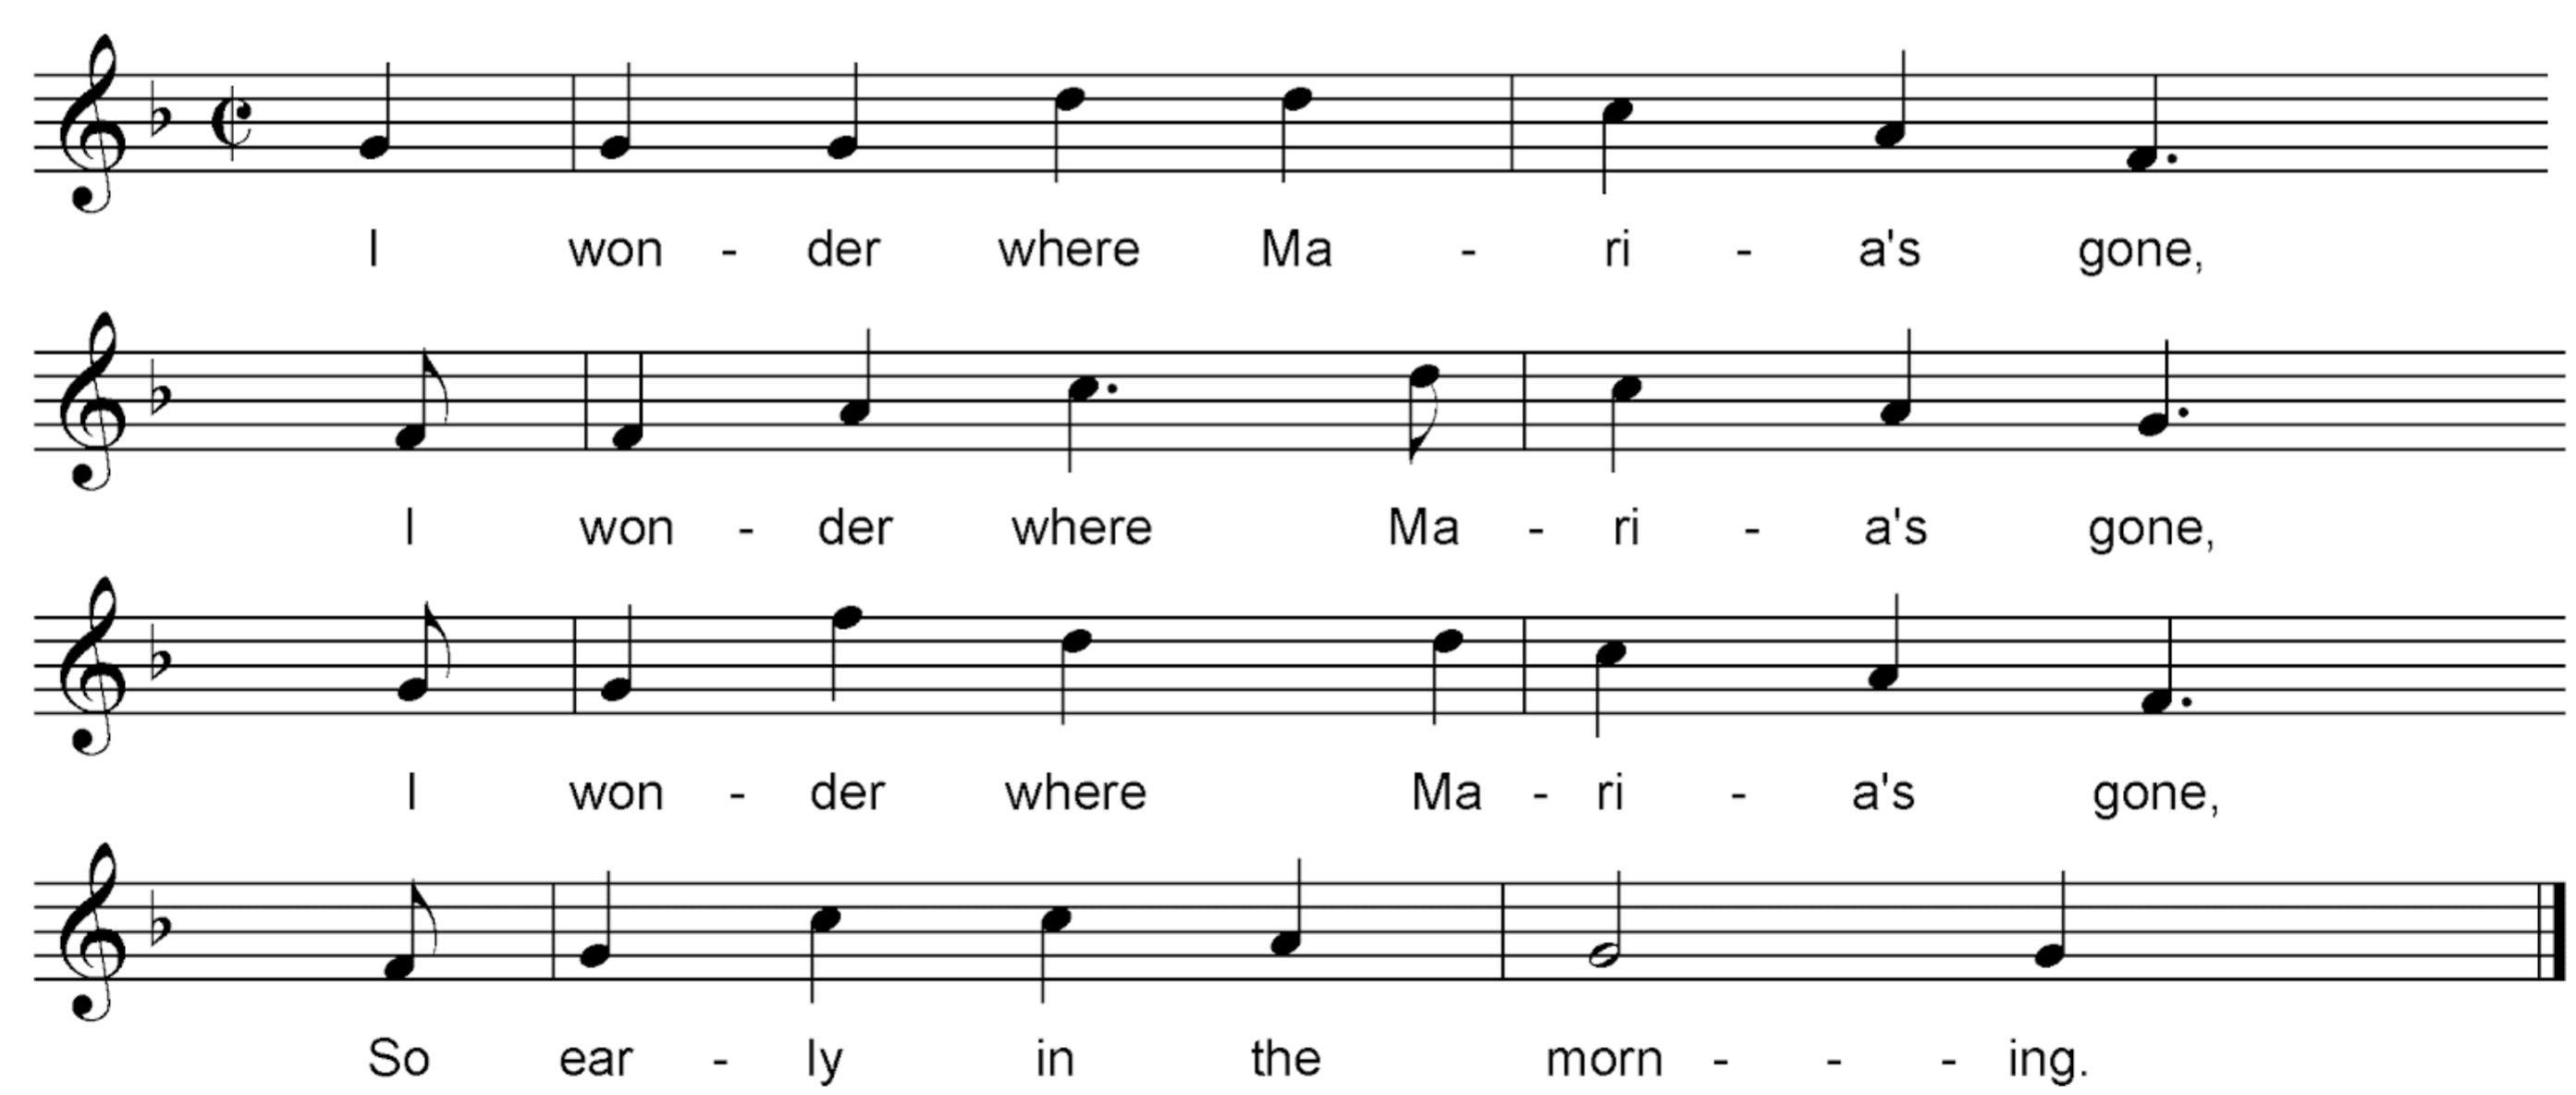 I won - der where Ma - ri - a's gone,
I won - der where Ma - ri - a's gone,
I won - der where Ma - ri - a's gone,
So ear - ly in the morn - - - ing.